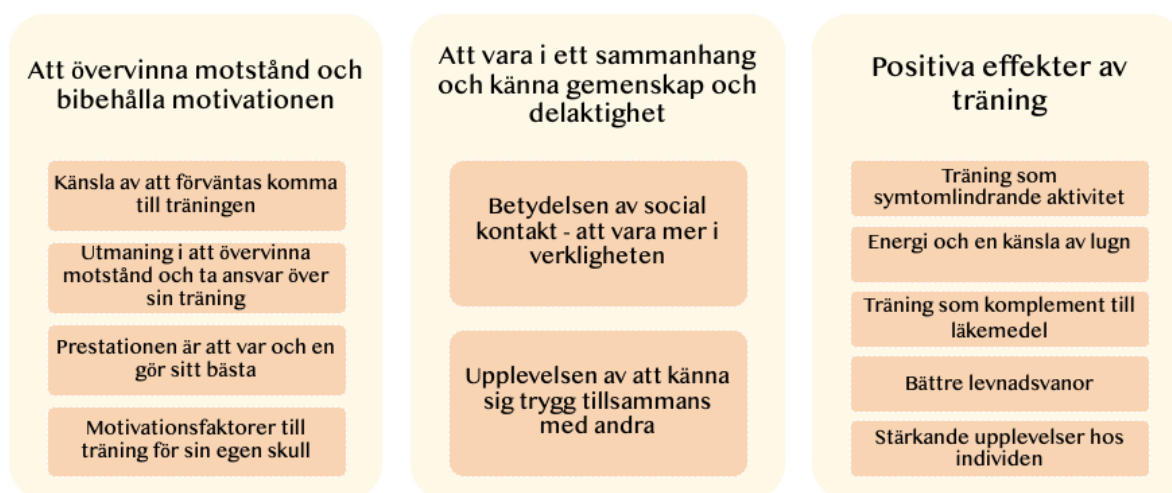 Att övervinna motstånd och
bibehålla motivationen
Känsla av att förväntas komma
till träningen
Utmaning i att övervinna
motstånd och ta ansvar över
sin träning
Prestationen är att var och en
gör sitt bästa
Motivationsfaktorer till
träning för sin egen skull
Att vara i ett sammanhang
och känna gemenskap och
delaktighet
Betydelsen av social
kontakt - att vara mer i
verkligheten
Upplevelsen av att känna
sig trygg tillsammans
med andra
Positiva effekter av
träning
Träning som
symtomlindrande aktivitet
Energi och en känsla av lugn
Träning som komplement till
läkemedel
Bättre levnadsvanor
Stärkande upplevelser hos
individen